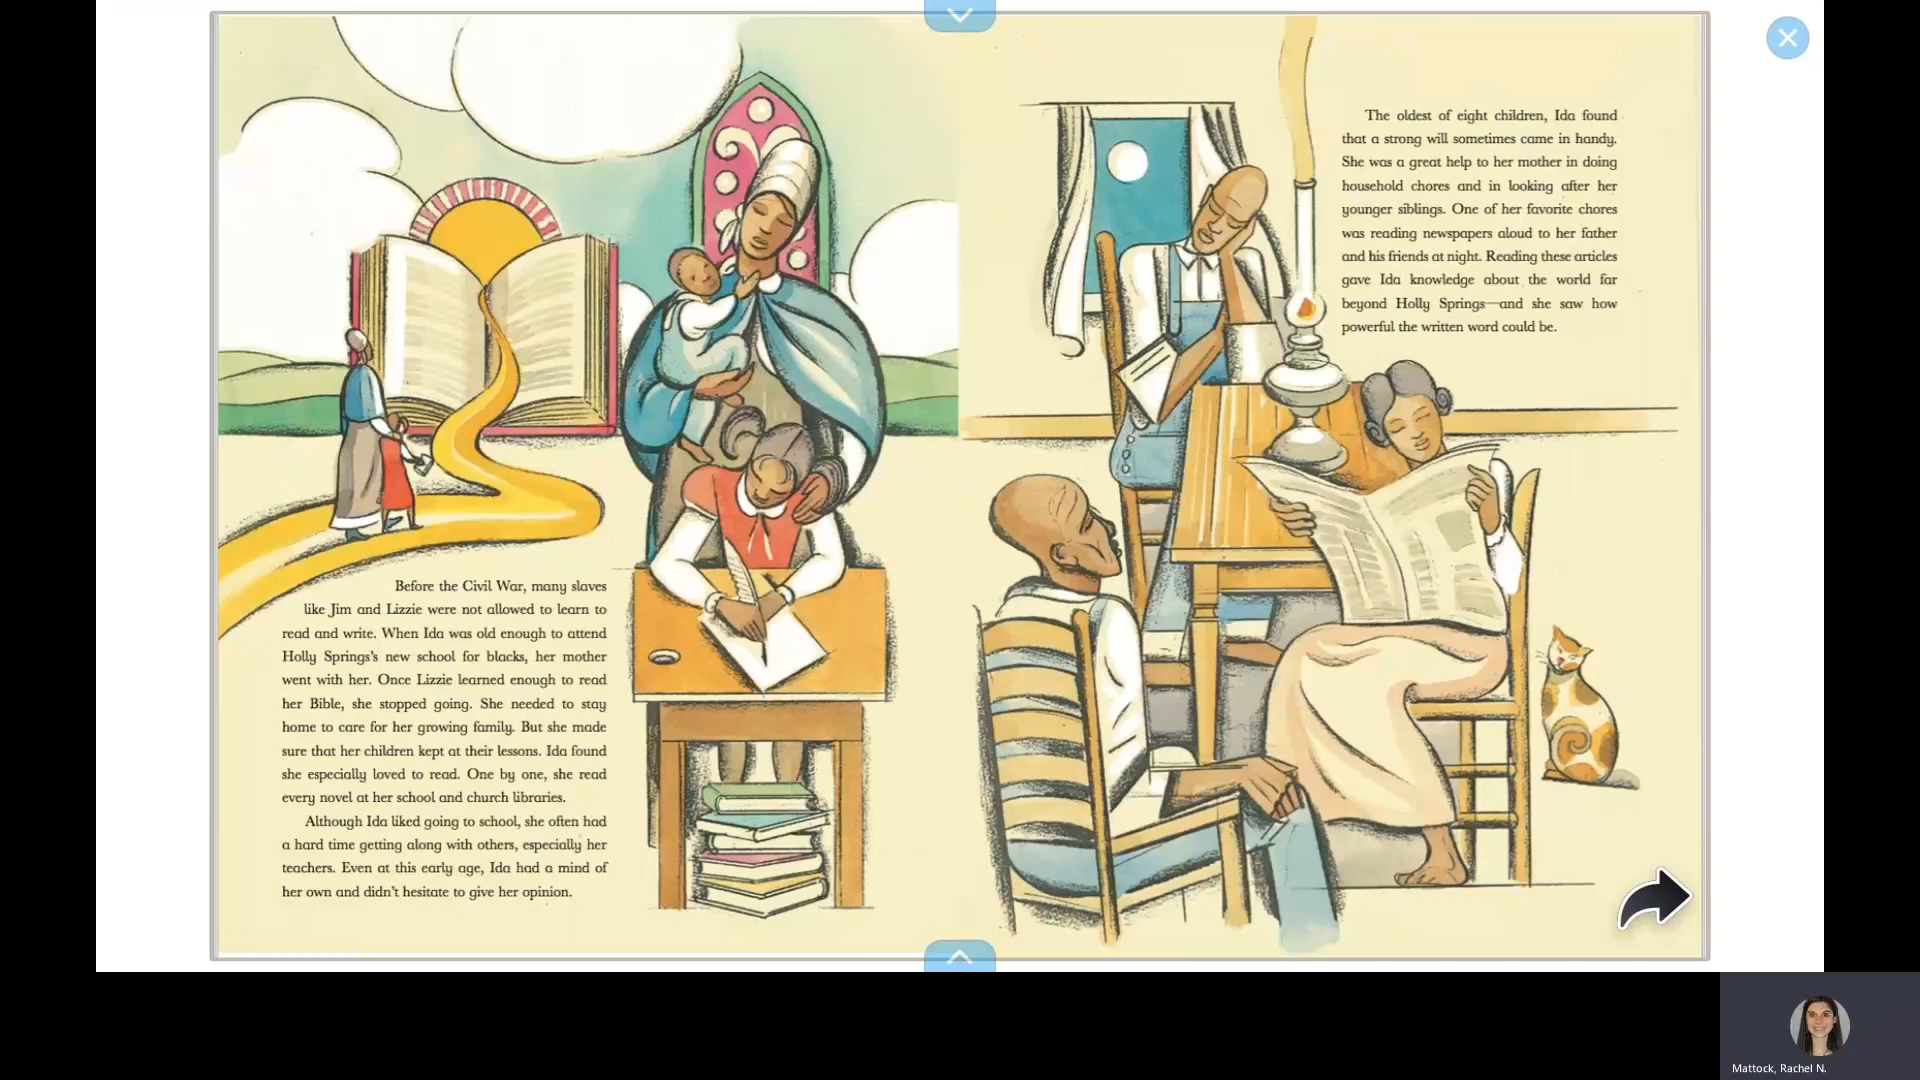 Before the Civil War, many slaves
like Jim and Lizzie were not allowed to learn to
read and write. When Ida was old enough to attend
Holly Springs's new school for blacks, her mother
went with her. Once Lizzie learned enough to read
her Bible, she stopped going. She needed to stay
home to care for her growing family. But she made
sure that her children kept at their lessons. Ida found
she especially loved to read. One by one, she read
every novel at her school and church libraries.
Although Ida liked going to school, she often had
a hard time getting along with others, especially her
teachers. Even at this early age, Ida had a mind of
her own and didn't hesitate to give her opinion.
The oldest of eight children, Ida found
that a strong will sometimes came in handy.
She was a great help to her mother in doing
household chores and in looking after her
younger siblings. One of her favorite chores
was reading newspapers aloud to her father
and his friends at night. Reading these articles
gave Ida knowledge about the world far
beyond Holly Springs—and she saw how
powerful the written word could be.
Mattock, Rachel N.